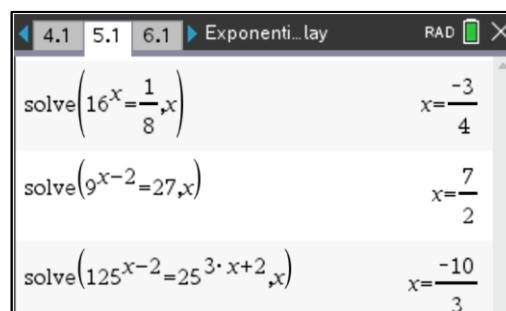 4.1 5.1 6.1 Exponenti...lay RAD
solve(16^x=1/8,x) x=-3/4
solve(9^(x-2)=27,x) x=7/2
solve(125^(x-2)=25^(3·x+2),x) x=-10/3